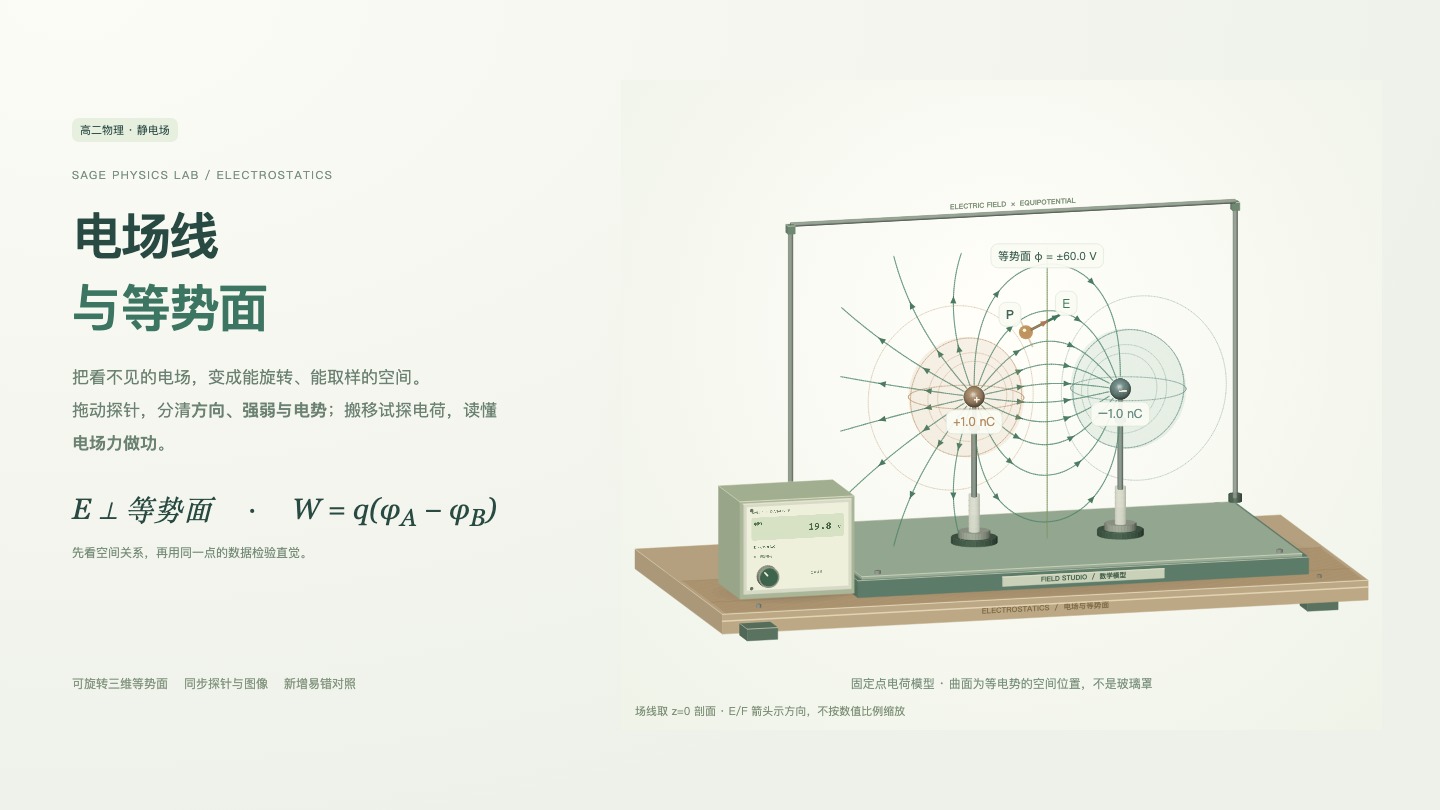 高二物理 · 静电场
SAGE PHYSICS LAB / ELECTROSTATICS
电场线
与等势面
把看不见的电场，变成能旋转、能取样的空间。
拖动探针，分清方向、强弱与电势；搬移试探电荷，读懂
电场力做功。
E ⊥ 等势面 · W = q(φA − φB)
先看空间关系，再用同一点的数据检验直觉。
可旋转三维等势面 同步探针与图像 新增易错对照
ELECTRIC FIELD × EQUIPOTENTIAL
等势面 ϕ = ±60.0 V
P
E
+
−
+1.0 nC
−1.0 nC
19.8
FIELD STUDIO / 数学模型
ELECTROSTATICS / 电场与等势面
固定点电荷模型 · 曲面为等电势的空间位置，不是玻璃罩
场线取 z=0 剖面 · E/F 箭头示方向，不按数值比例缩放